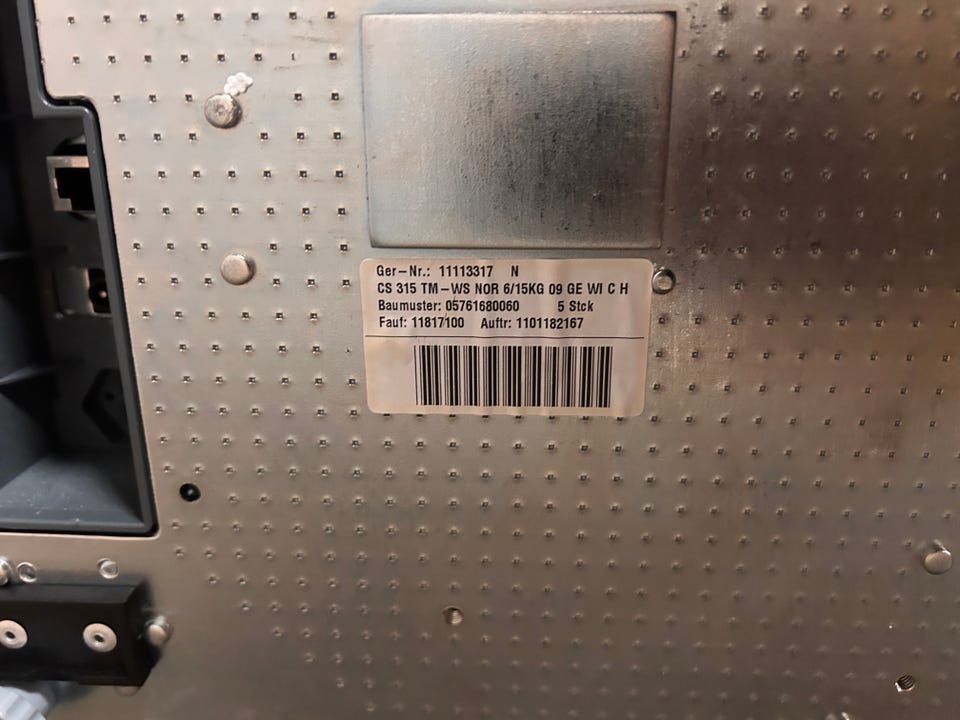 Ger-Nr.: 11113317 N
CS 315 TM-WS NOR 6/15KG 09 GE WI C H
Baumuster: 05761680060 5 Stck
Fauf: 11817100 Auftr: 1101182167